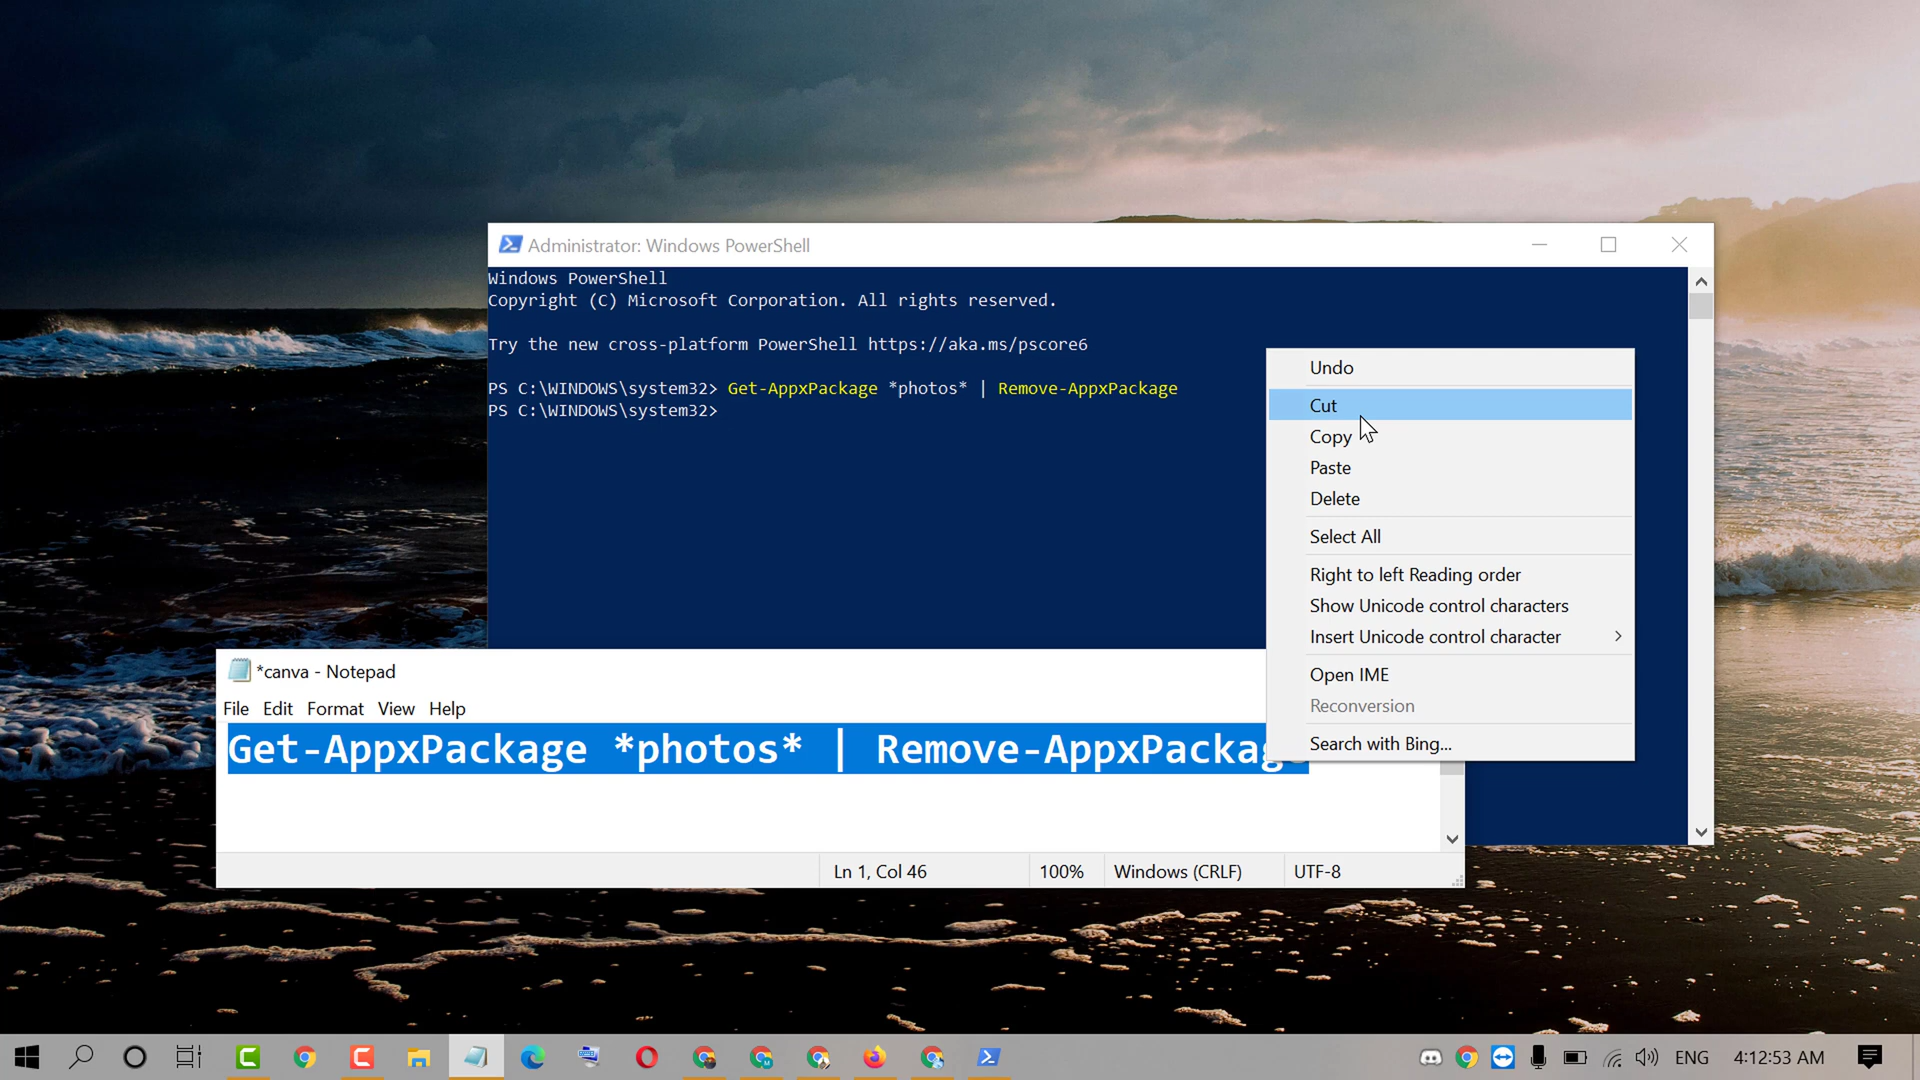 Administrator: Windows PowerShell
Windows PowerShell
Copyright (C) Microsoft Corporation. All rights reserved.
Try the new cross-platform PowerShell https://aka.ms/pscore6
PS C:\WINDOWS\system32> Get-AppxPackage *photos* | Remove-AppxPackage
PS C:\WINDOWS\system32>
Undo
Cut
Copy
Paste
Delete
Select All
Right to left Reading order
Show Unicode control characters
Insert Unicode control character
Open IME
Reconversion
Search with Bing...
*canva - Notepad
File Edit Format View Help
Get-AppxPackage *photos* | Remove-AppxPackage
Ln 1, Col 46 100% Windows (CRLF) UTF-8
ENG 4:12:53 AM